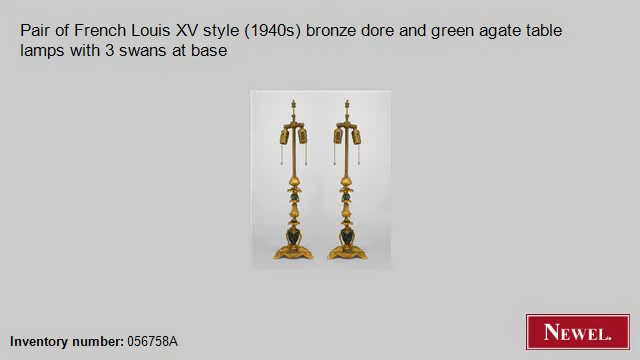 Pair of French Louis XV style (1940s) bronze dore and green agate table
lamps with 3 swans at base
Inventory number: 056758A
NEWEL.